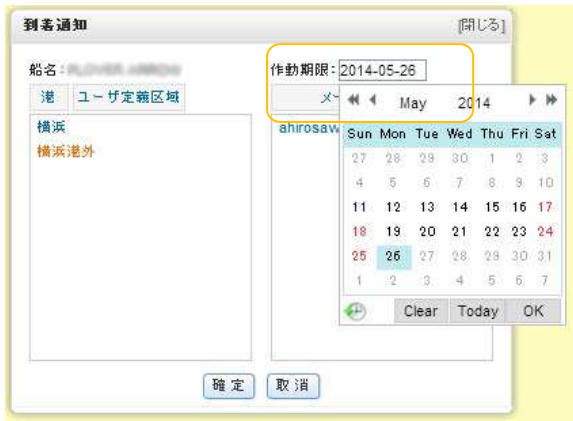 到着通知 [閉じる]
船名:
作動期限: 2014-05-26
港 ユーザ定義区域
横浜
横浜港外
ahirosaw
May 2014
Sun Mon Tue Wed Thu Fri Sat
27 28 29 30 1 2 3
4 5 6 7 8 9 10
11 12 13 14 15 16 17
18 19 20 21 22 23 24
25 26 27 28 29 30 31
1 2 3 4 5 6 7
Clear Today OK
確定 取消